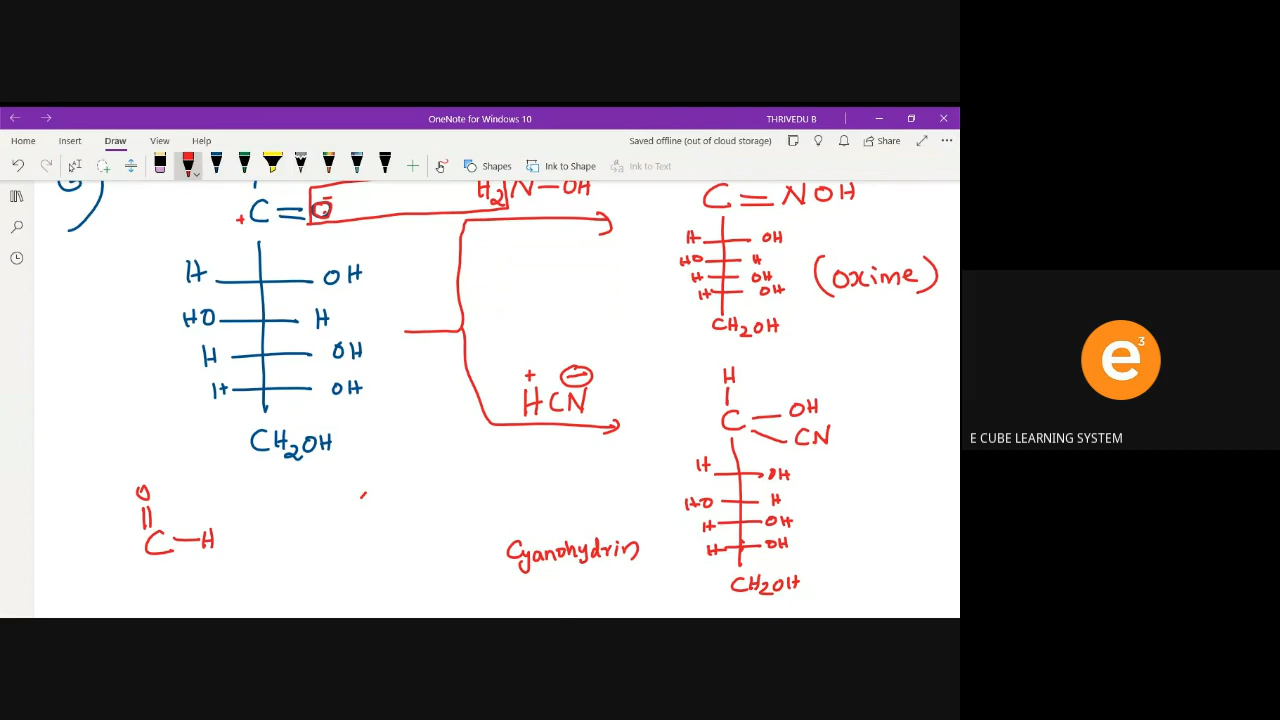 OneNote for Windows 10
THRIVEDU B
Home Insert Draw View Help
Saved offline (out of cloud storage)
Share
Shapes
Ink to Shape
Ink to Text
H2N-OH
+C=O-
C=NOH
H OH
HO H
H OH
H OH
CH2OH
H OH
HO H
H OH
H OH
CH2OH
(oxime)
+ -
HCN
H
C OH
CN
H OH
HO H
H OH
H OH
CH2OH
O
C-H
Cyanohydrin
e3
E CUBE LEARNING SYSTEM